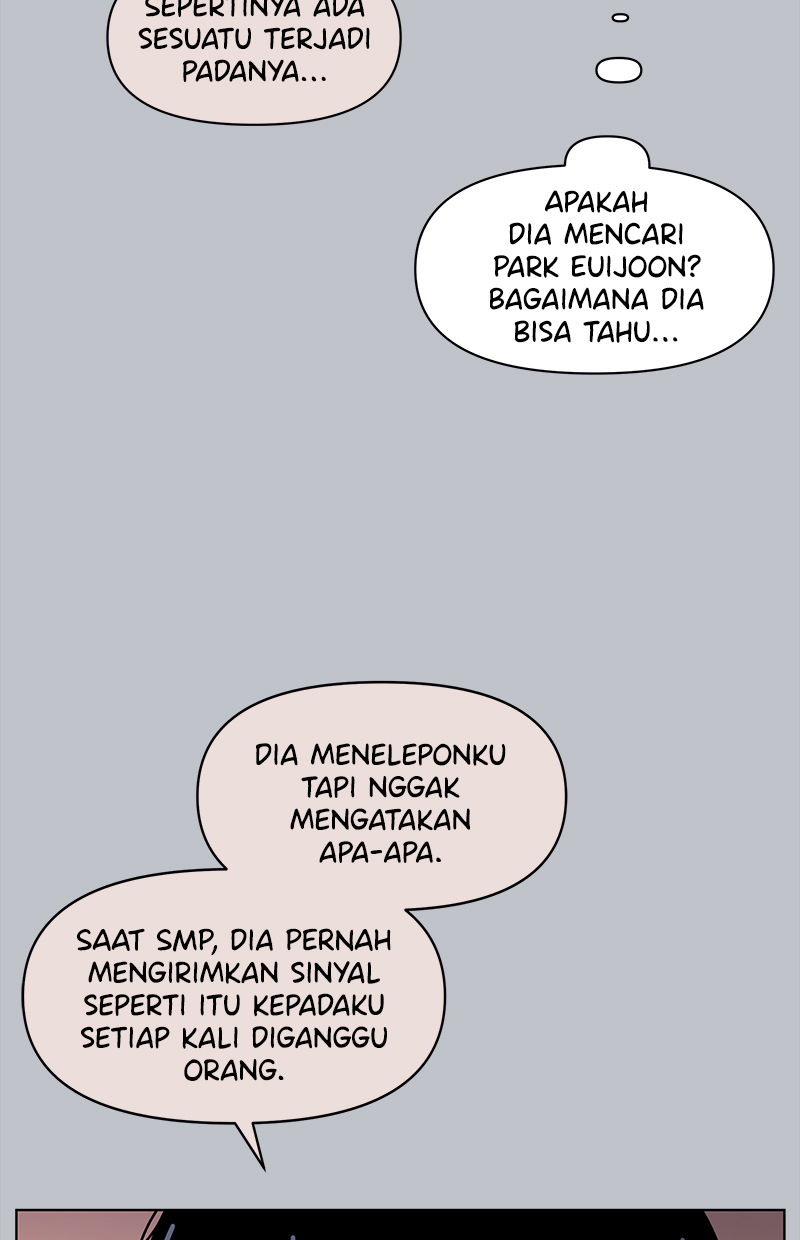 SEPERTINYA ADA
SESUATU TERJADI
PADANYA...
APAKAH
DIA MENCARI
PARK EUIJOON?
BAGAIMANA DIA
BISA TAHU...
DIA MENELEPONKU
TAPI NGGAK
MENGATAKAN
APA-APA.
SAAT SMP, DIA PERNAH
MENGIRIMKAN SINYAL
SEPERTI ITU KEPADAKU
SETIAP KALI DIGANGGU
ORANG.